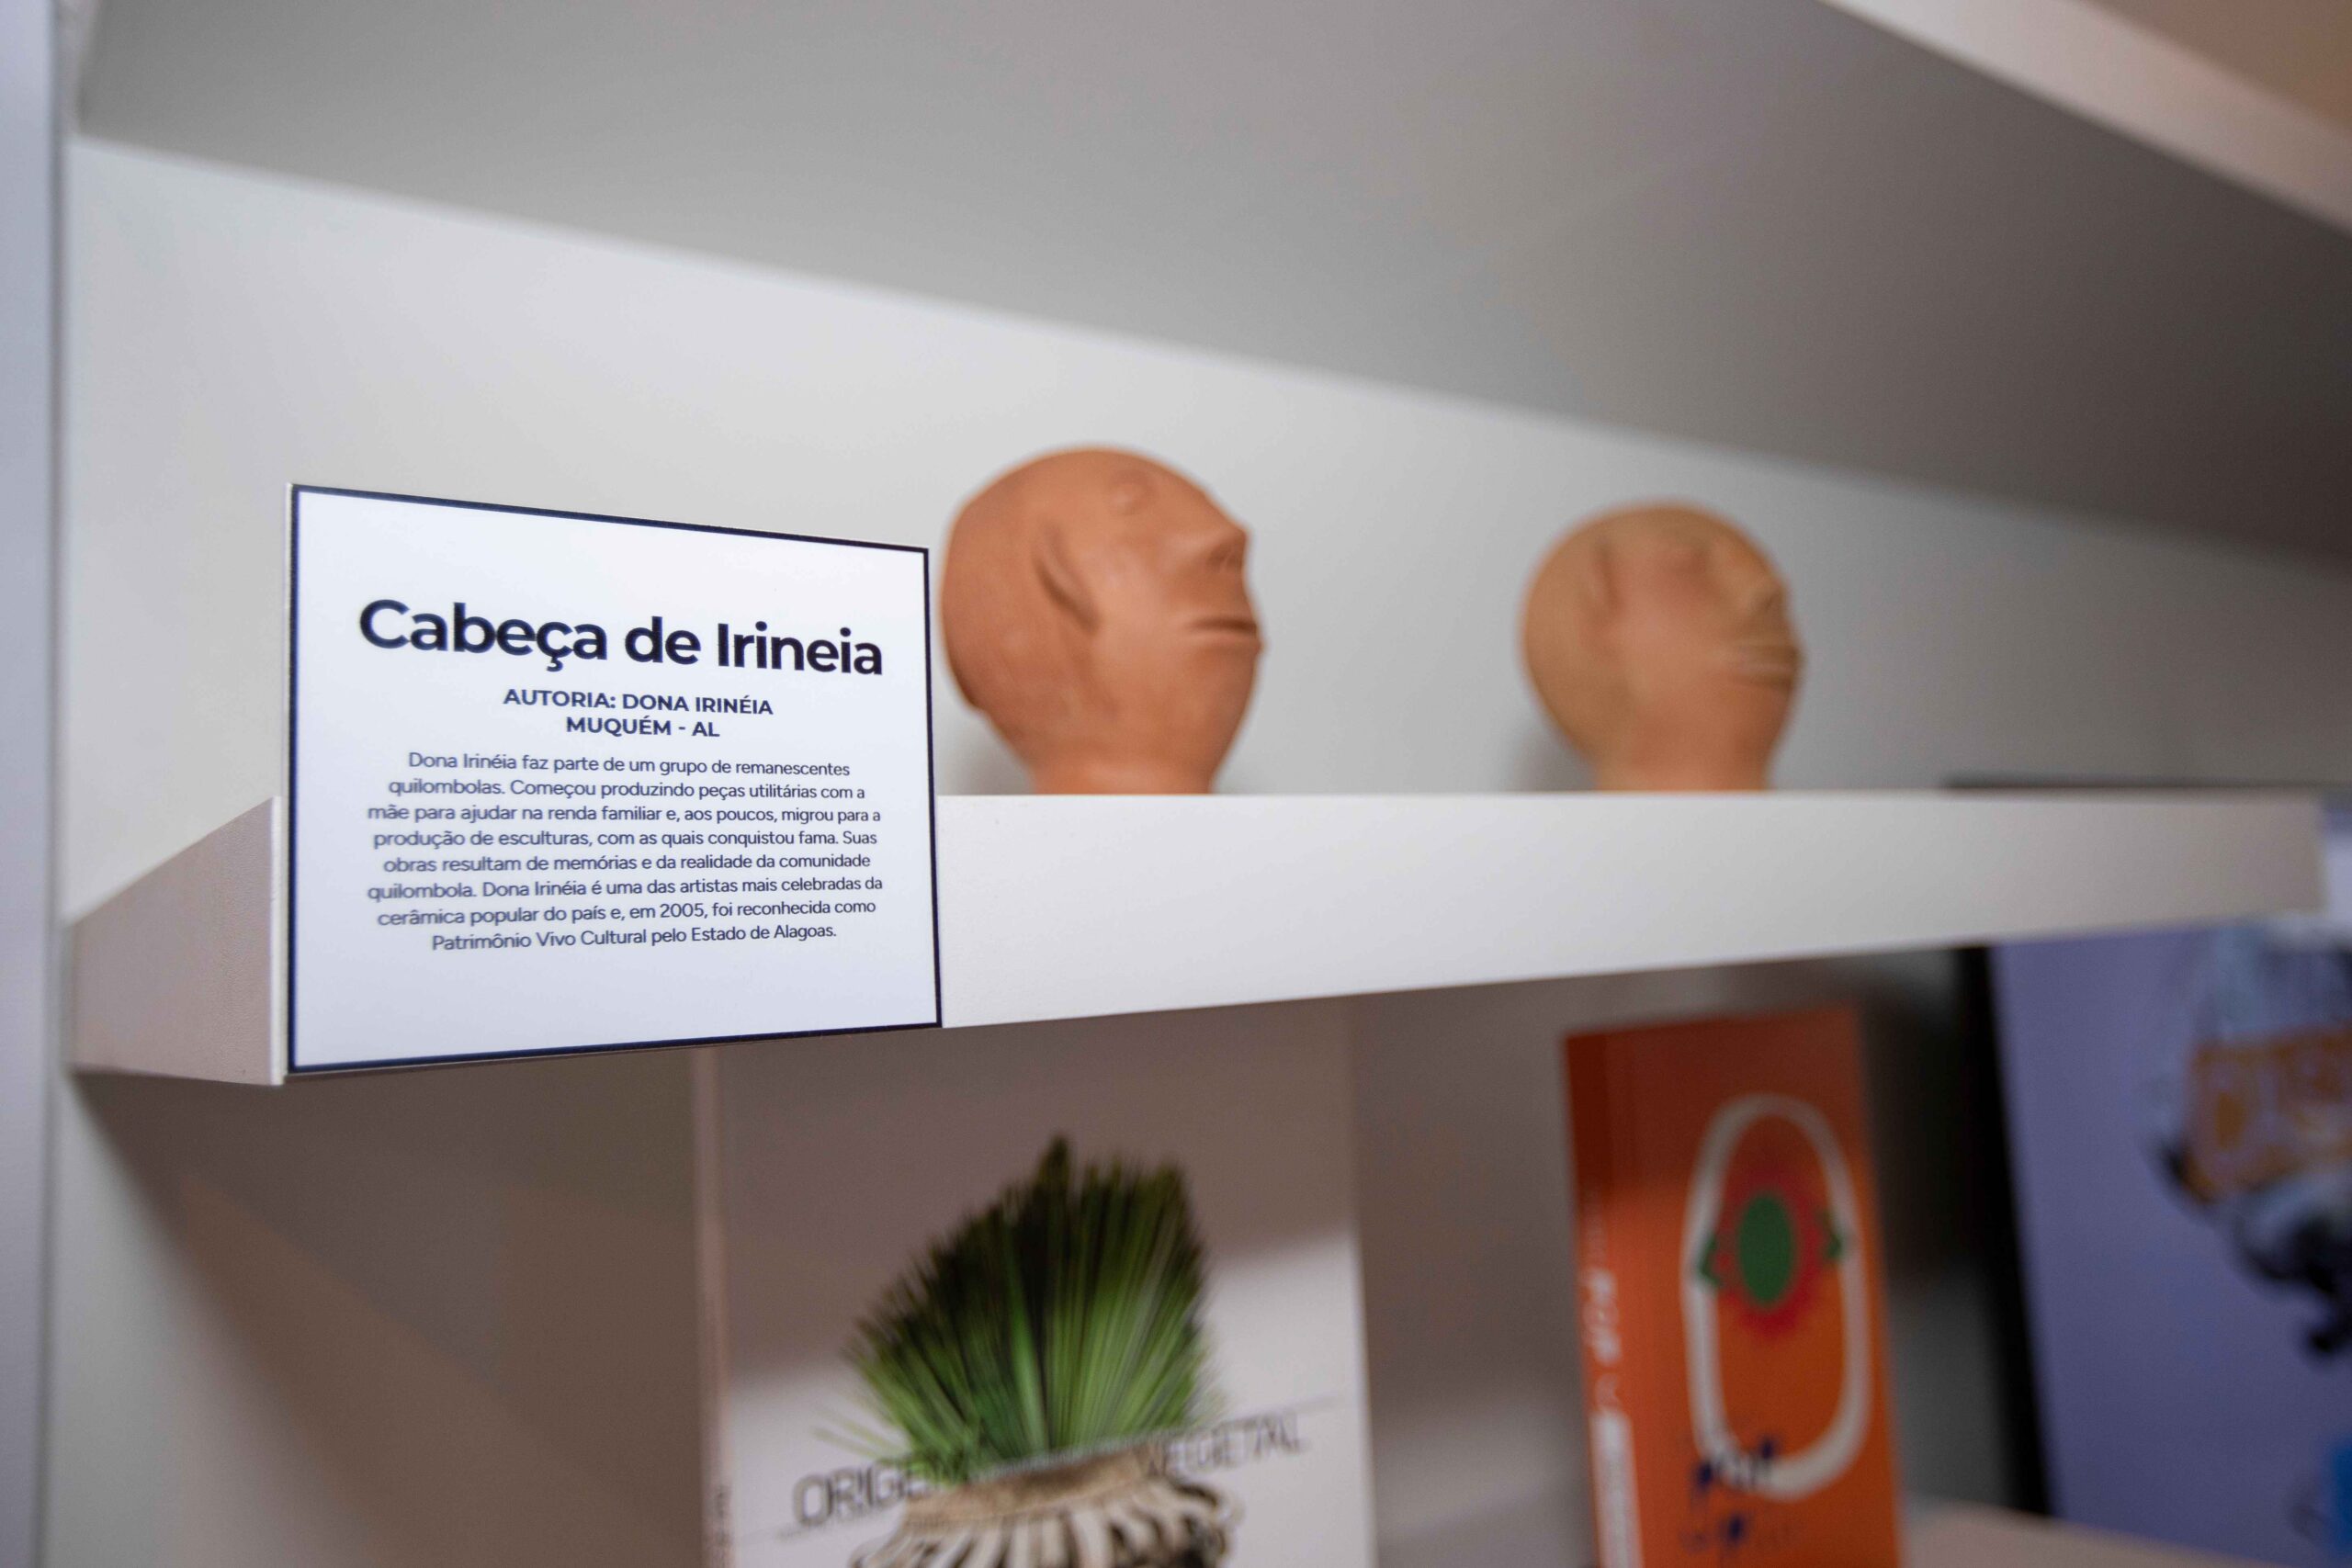 Cabeça de Irineia
AUTORIA: DONA IRINÉIA
MUQUÉM - AL
Dona Irinéia faz parte de um grupo de remanescentes
quilombolas. Começou produzindo peças utilitárias com a
mãe para ajudar na renda familiar e, aos poucos, migrou para a
produção de esculturas, com as quais conquistou fama. Suas
obras resultam de memórias e da realidade da comunidade
quilombola. Dona Irinéia é uma das artistas mais celebradas da
cerâmica popular do país e, em 2005, foi reconhecida como
Patrimônio Vivo Cultural pelo Estado de Alagoas.
ORIGEM VEGETAL